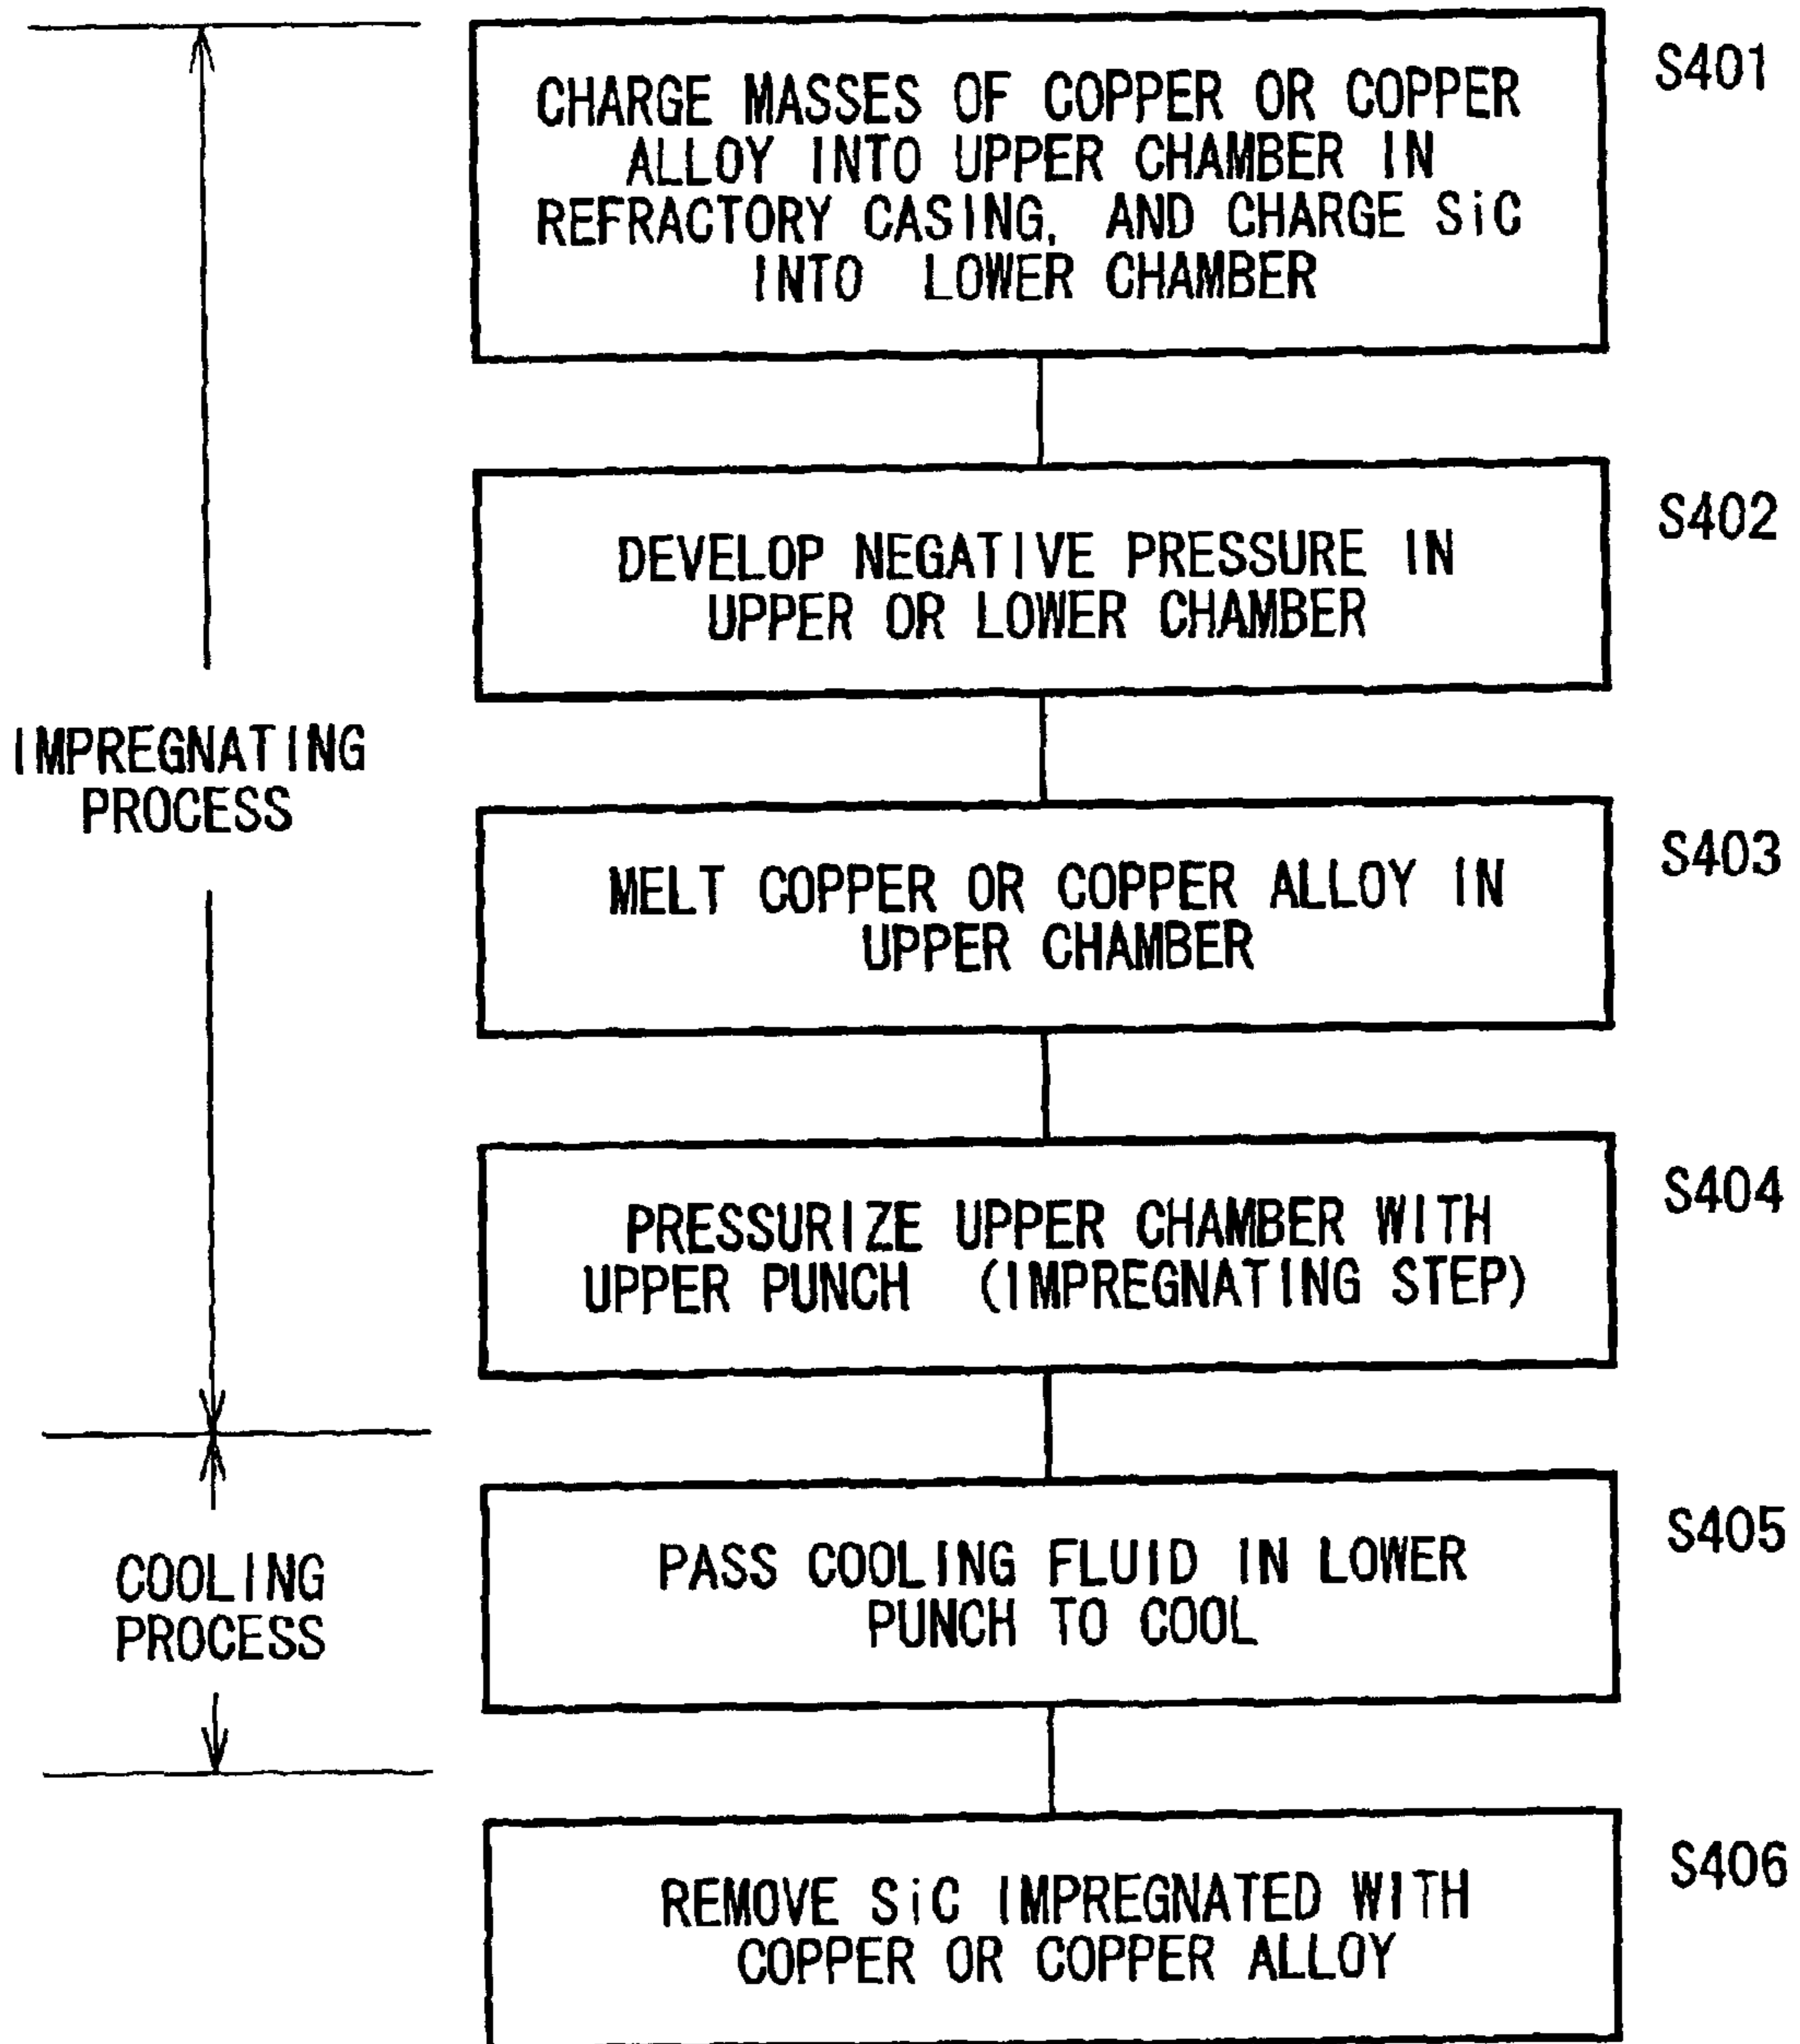 CHARGE MASSES OF COPPER OR COPPER
ALLOY INTO UPPER CHAMBER IN
REFRACTORY CASING, AND CHARGE SiC
INTO LOWER CHAMBER
S401
DEVELOP NEGATIVE PRESSURE IN
UPPER OR LOWER CHAMBER
S402
IMPREGNATING
PROCESS
MELT COPPER OR COPPER ALLOY IN
UPPER CHAMBER
S403
PRESSURIZE UPPER CHAMBER WITH
UPPER PUNCH (IMPREGNATING STEP)
S404
COOLING
PROCESS
PASS COOLING FLUID IN LOWER
PUNCH TO COOL
S405
REMOVE SiC IMPREGNATED WITH
COPPER OR COPPER ALLOY
S406